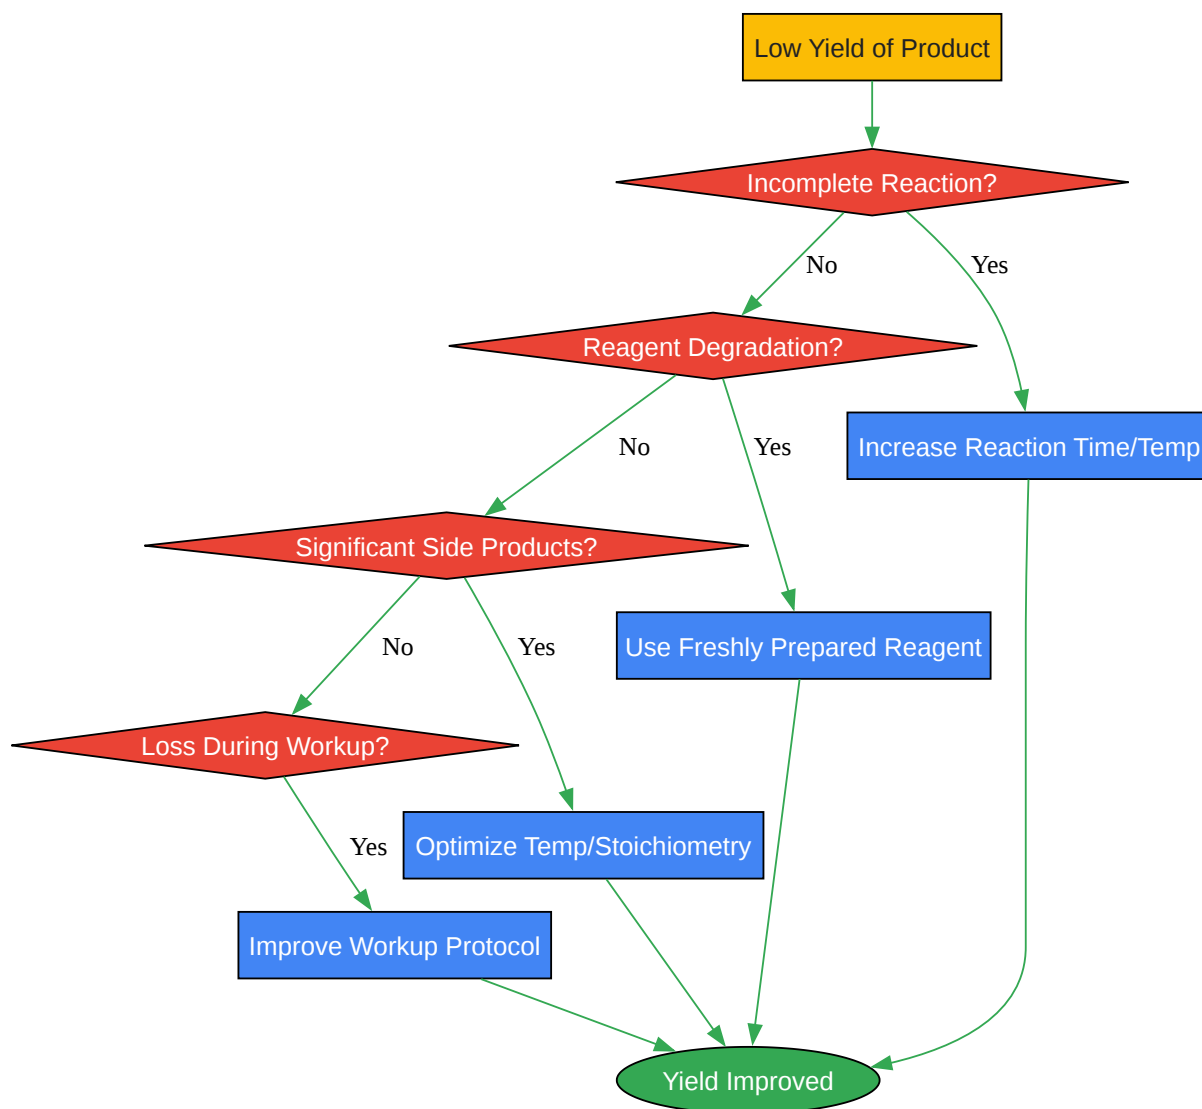 Low Yield of Product
Incomplete Reaction?
No
Yes
Reagent Degradation?
No
Yes
Increase Reaction Time/Temp
Significant Side Products?
No
Yes
Use Freshly Prepared Reagent
Loss During Workup?
Yes
Optimize Temp/Stoichiometry
Improve Workup Protocol
Yield Improved